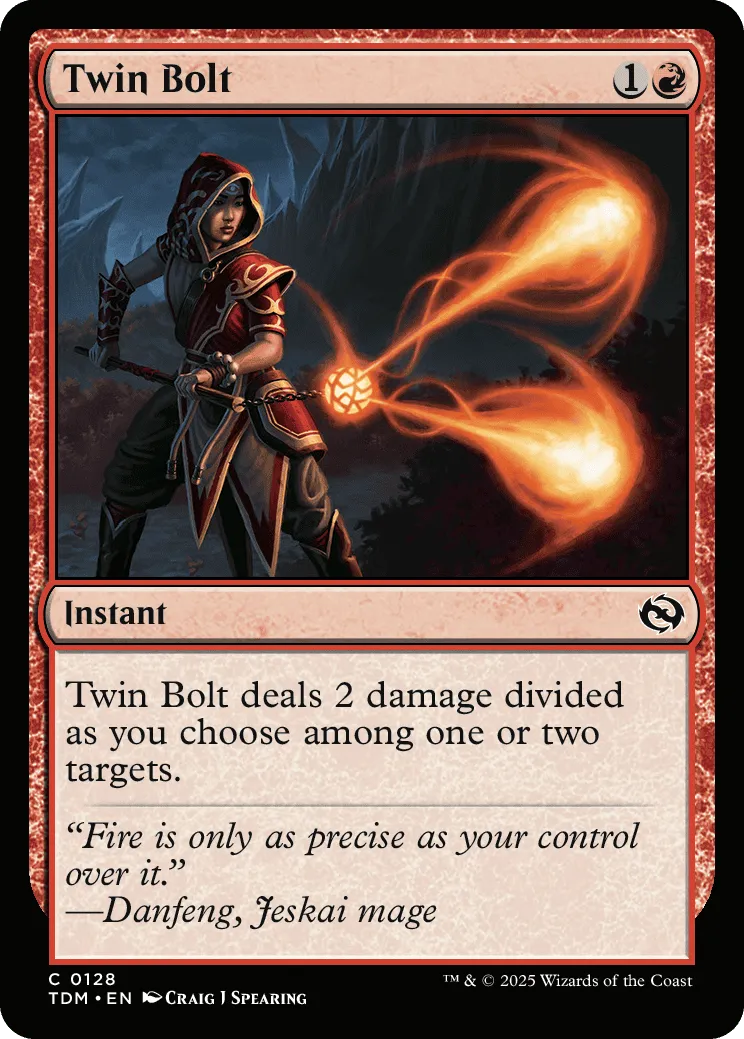 Twin Bolt
1
Instant
Twin Bolt deals 2 damage divided
as you choose among one or two
targets.
“Fire is only as precise as your control
over it.”
—Danfeng, Jeskai mage
C 0128
TDM • EN Craig J Spearing
™ & © 2025 Wizards of the Coast